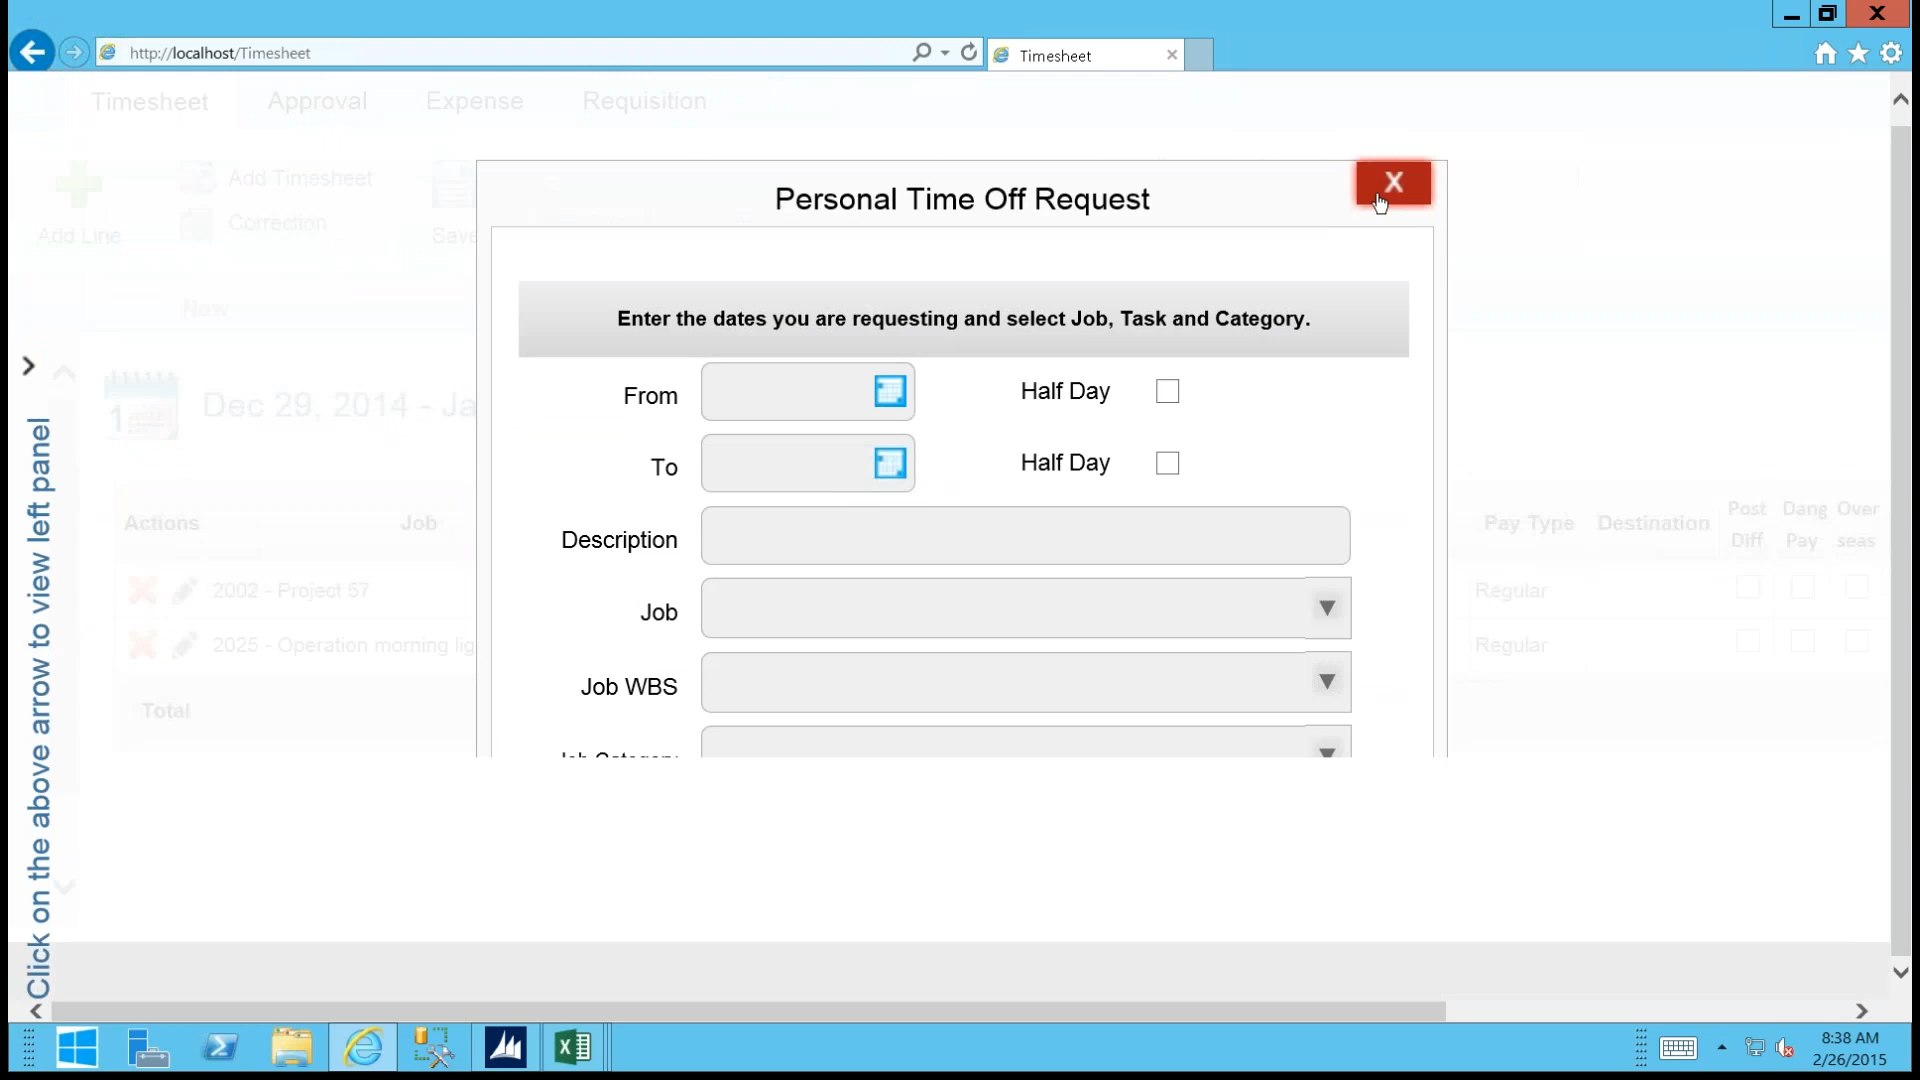 http://localhost/Timesheet
Timesheet
Timesheet
Approval
Expense
Requisition
Add Timesheet
Correction
Add Line
Save
New
Personal Time Off Request
X
Enter the dates you are requesting and select Job, Task and Category.
From
Half Day
To
Half Day
Description
Job
Job WBS
Job Category
Click on the above arrow to view left panel
1
Dec 29, 2014 - Ja
Actions
Job
Pay Type
Destination
Post Diff
Dang Pay
Over seas
2002 - Project 57
Regular
2025 - Operation morning lig
Regular
Total
8:38 AM
2/26/2015